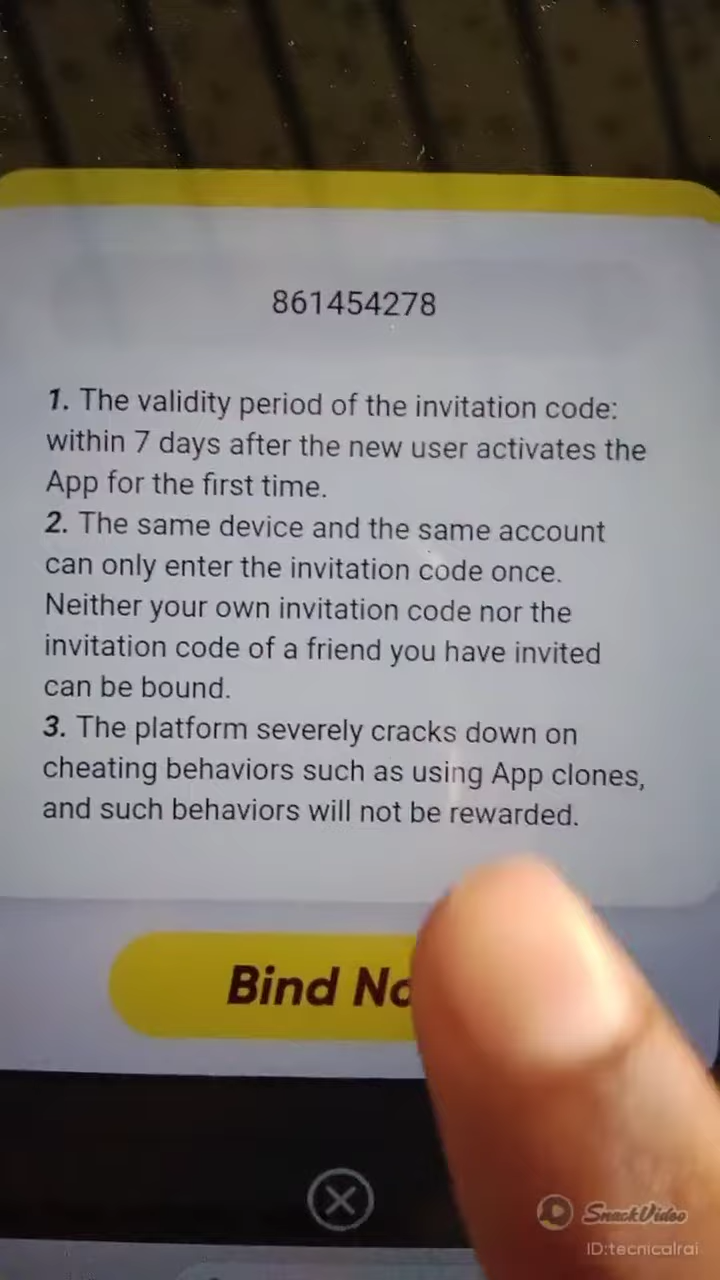 861454278
1. The validity period of the invitation code:
within 7 days after the new user activates the
App for the first time.
2. The same device and the same account
can only enter the invitation code once.
Neither your own invitation code nor the
invitation code of a friend you have invited
can be bound.
3. The platform severely cracks down on
cheating behaviors such as using App clones,
and such behaviors will not be rewarded.
Bind
SnackVideo
ID:tecnicalrai